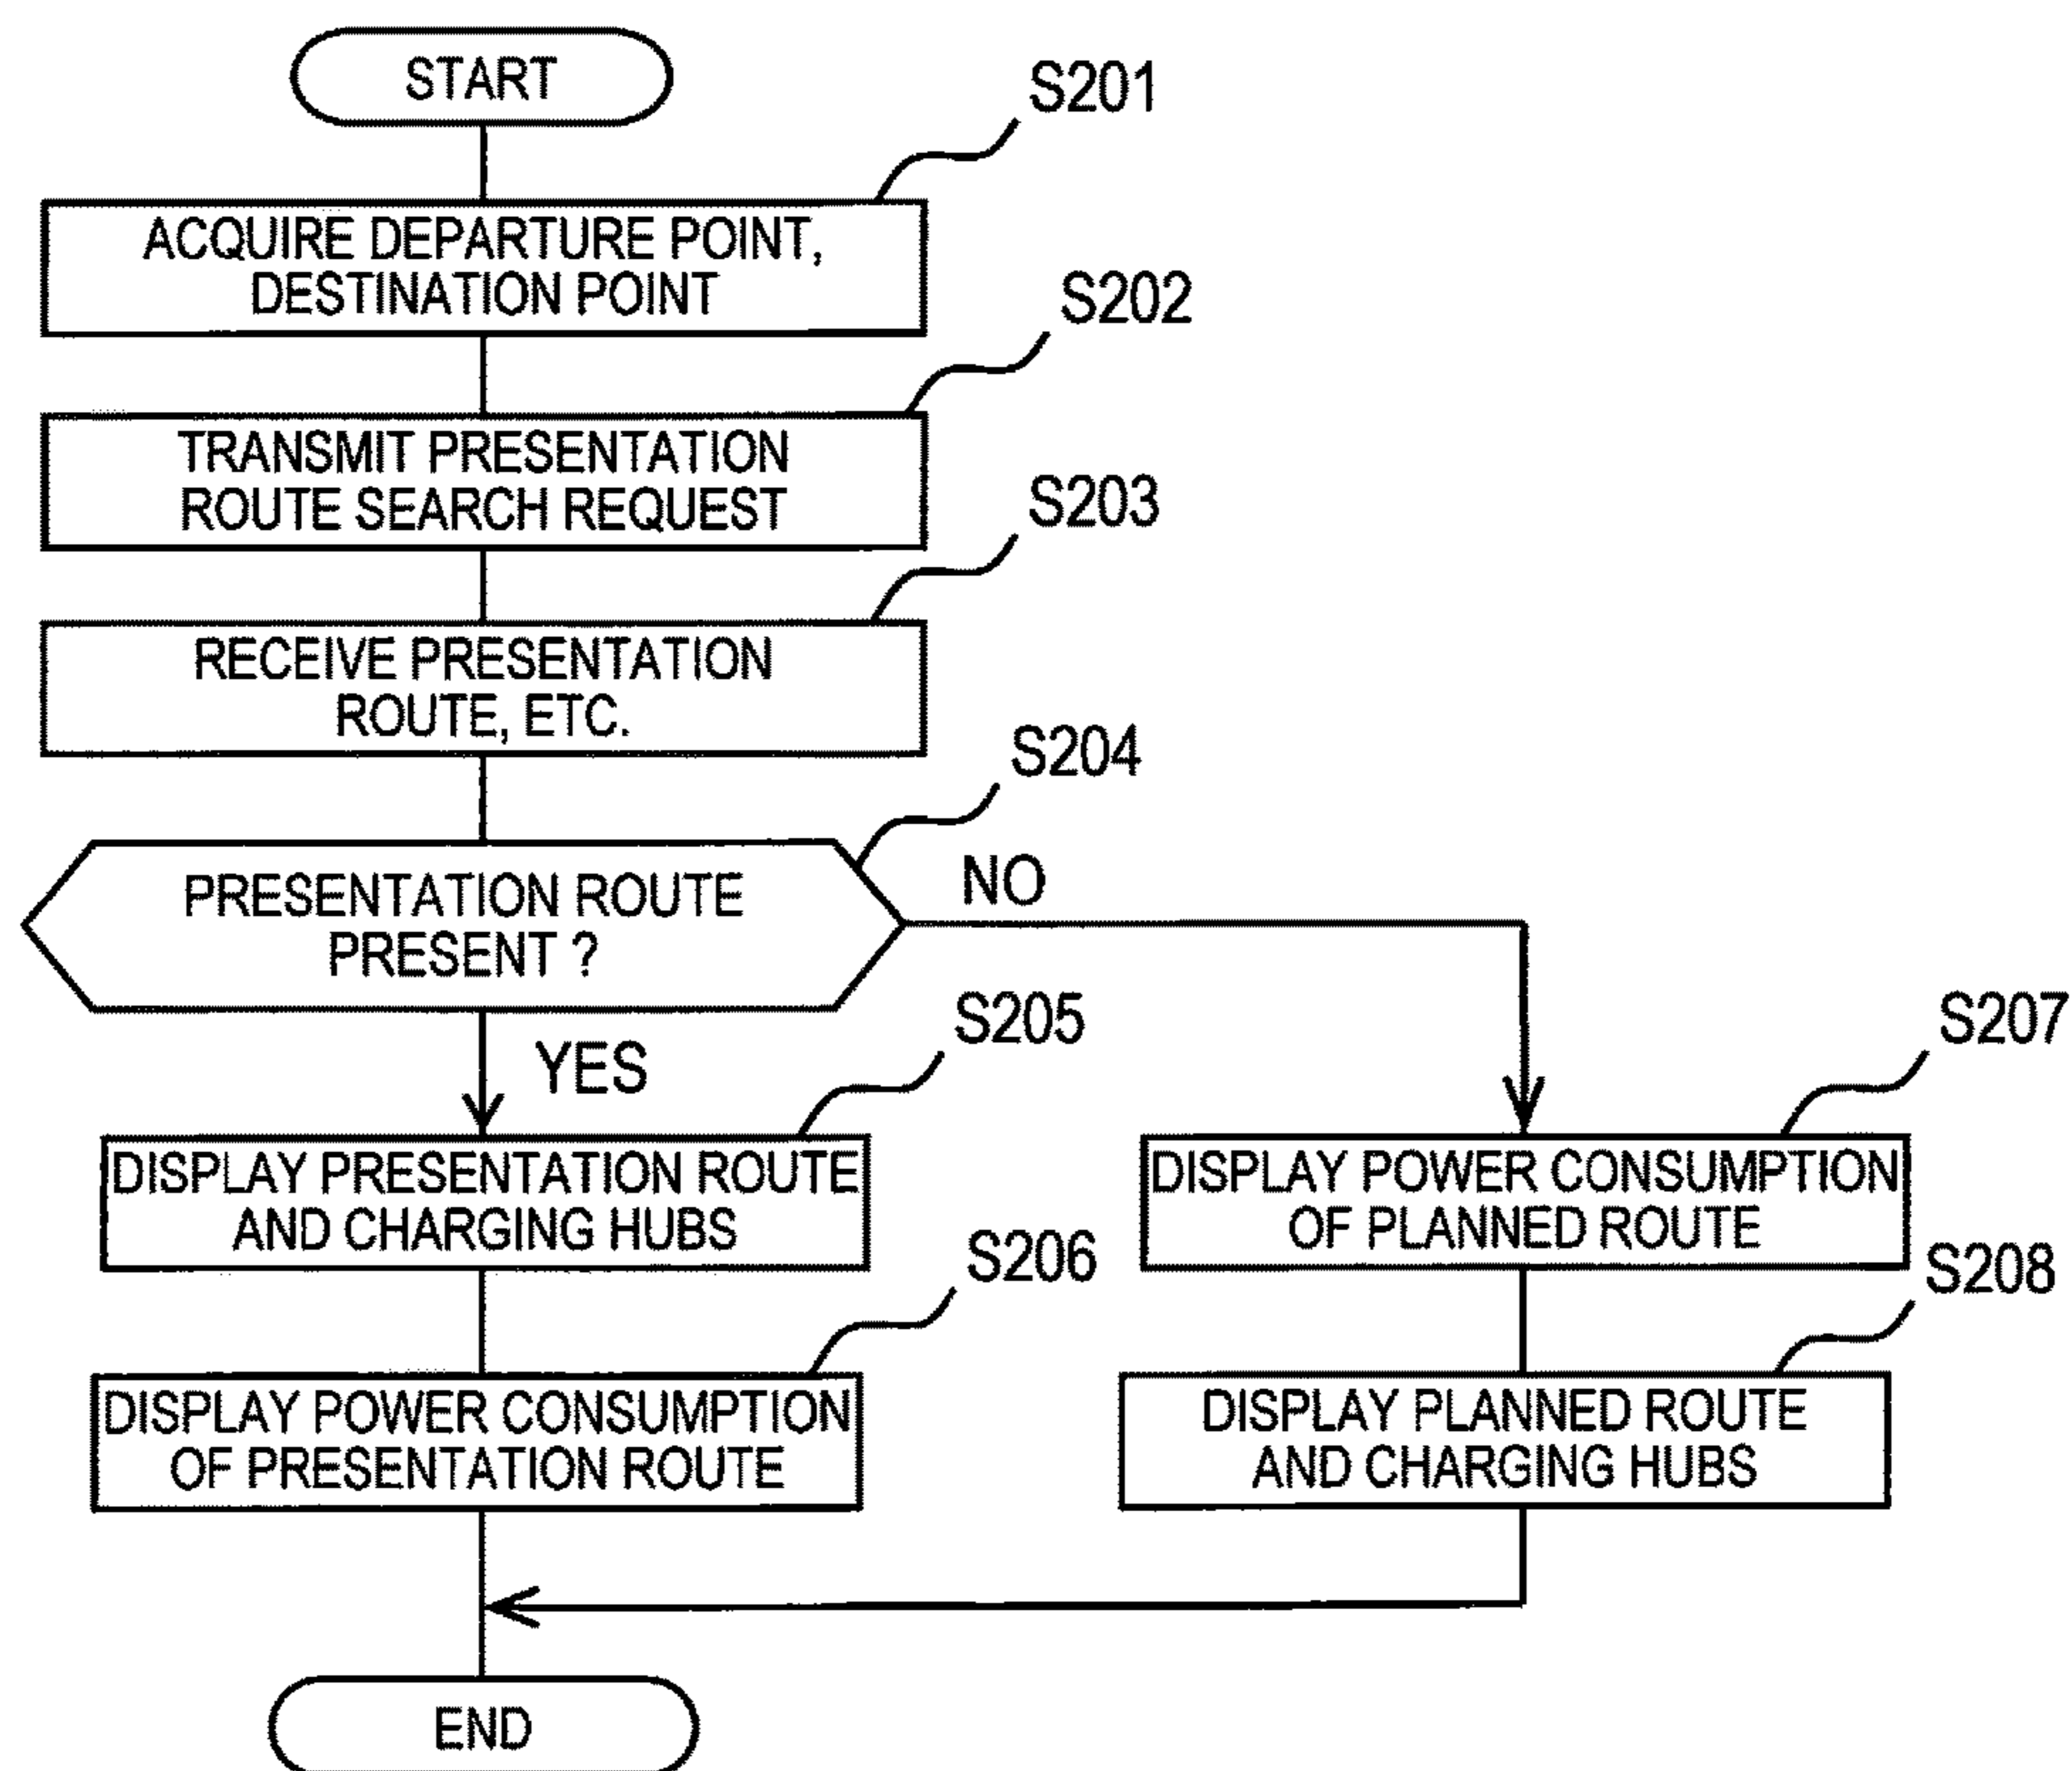 START
S201
ACQUIRE DEPARTURE POINT,
DESTINATION POINT
S202
TRANSMIT PRESENTATION
ROUTE SEARCH REQUEST
S203
RECEIVE PRESENTATION
ROUTE, ETC.
S204
PRESENTATION ROUTE
PRESENT ?
NO
YES
S205
DISPLAY PRESENTATION ROUTE
AND CHARGING HUBS
S206
DISPLAY POWER CONSUMPTION
OF PRESENTATION ROUTE
S207
DISPLAY POWER CONSUMPTION
OF PLANNED ROUTE
S208
DISPLAY PLANNED ROUTE
AND CHARGING HUBS
END